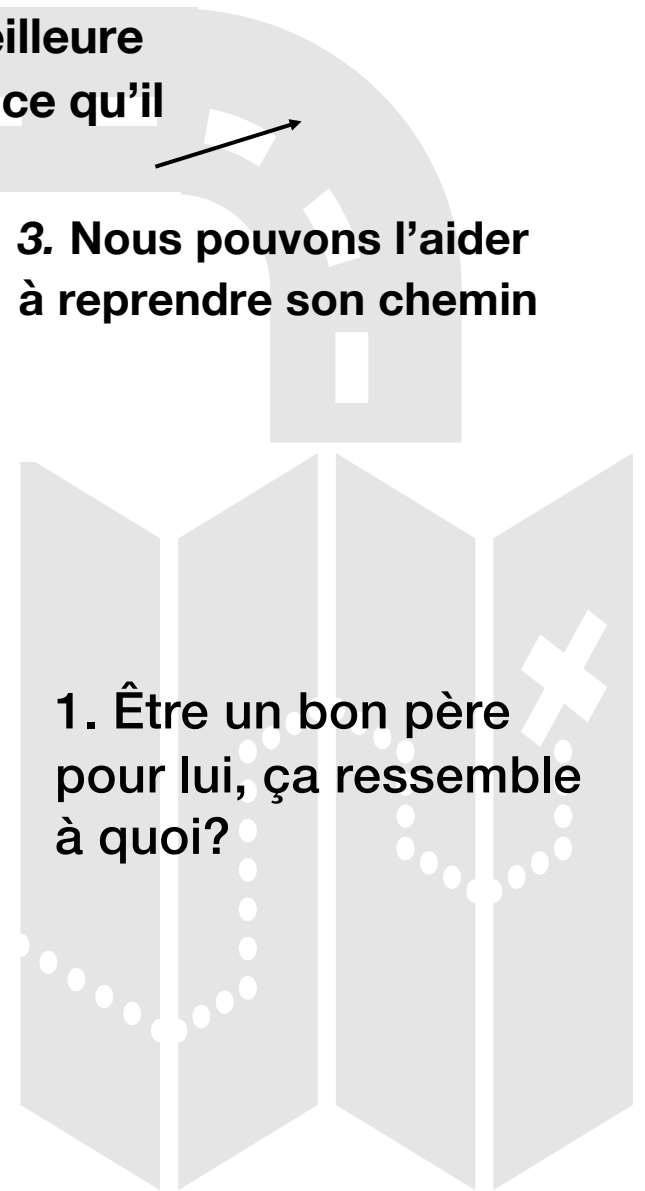 eilleure
ce qu’il
3. Nous pouvons l’aider
à reprendre son chemin
1. Être un bon père
pour lui, ça ressemble
à quoi?